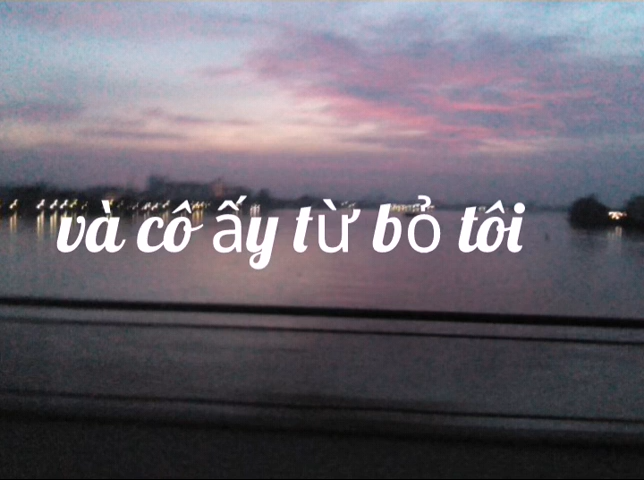 và cô ấy từ bỏ tôi